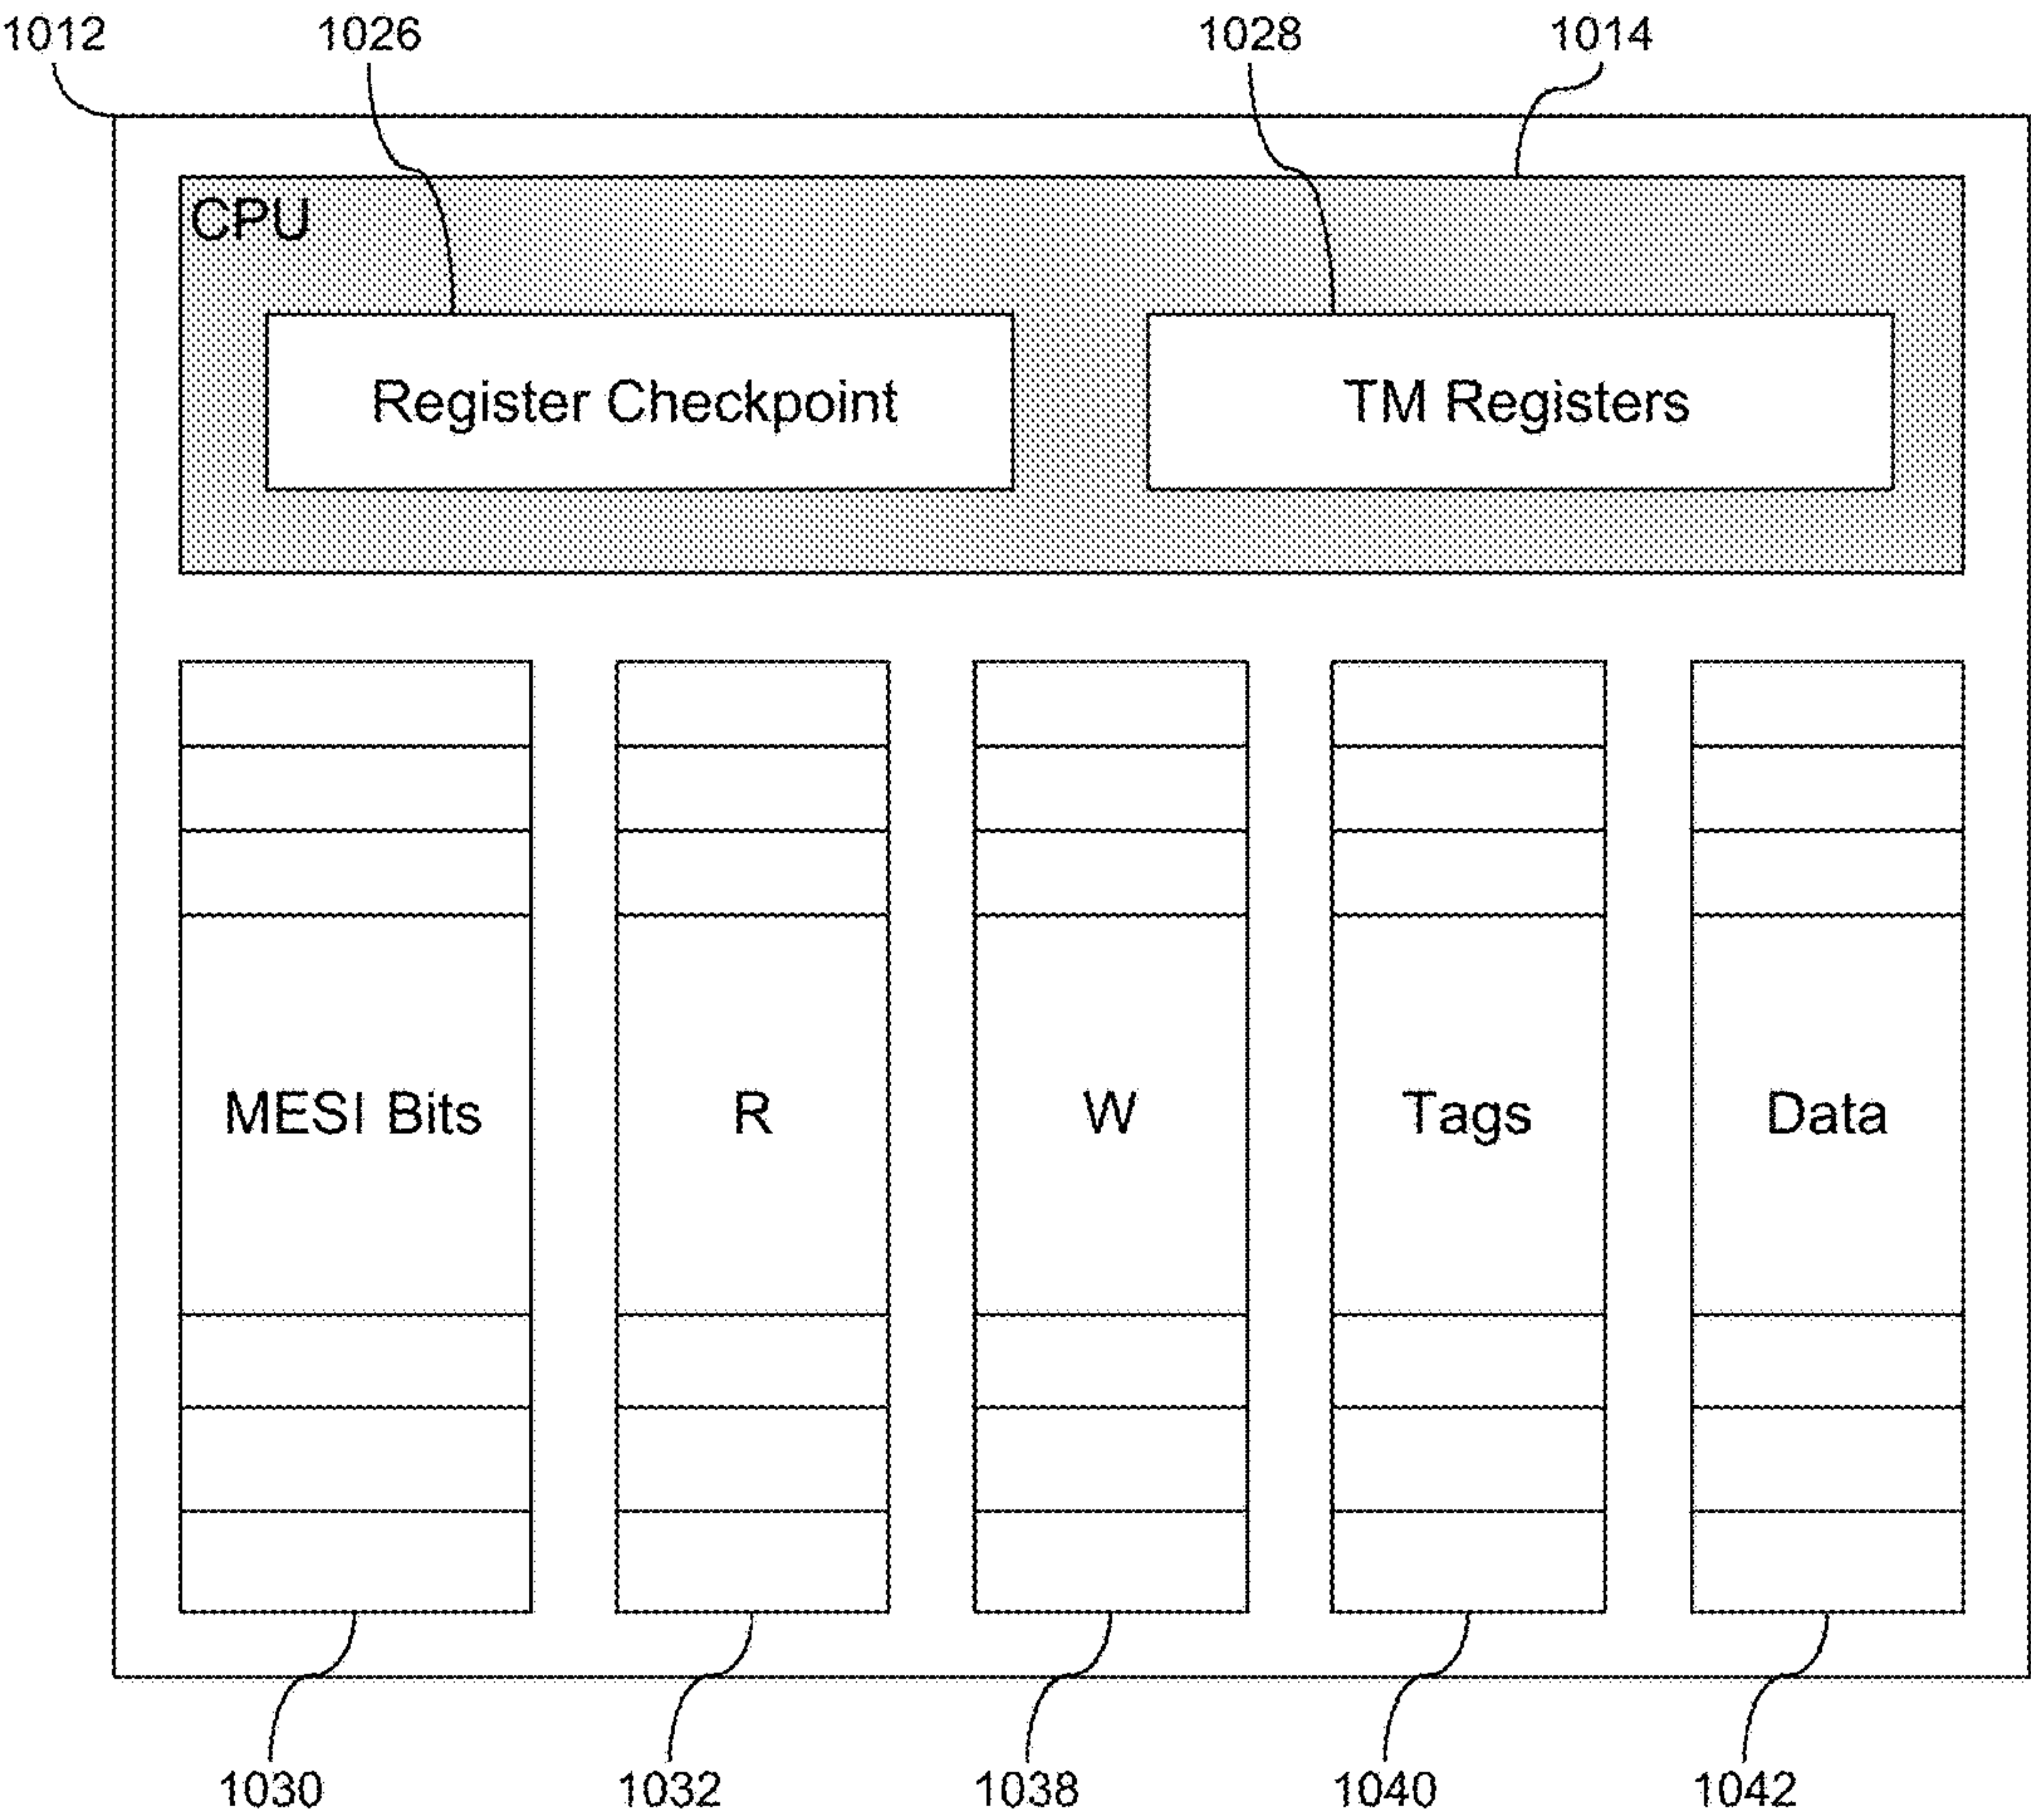 1012 1026 1028 1014
CPU
Register Checkpoint TM Registers
MESI Bits R W Tags Data
1030 1032 1038 1040 1042